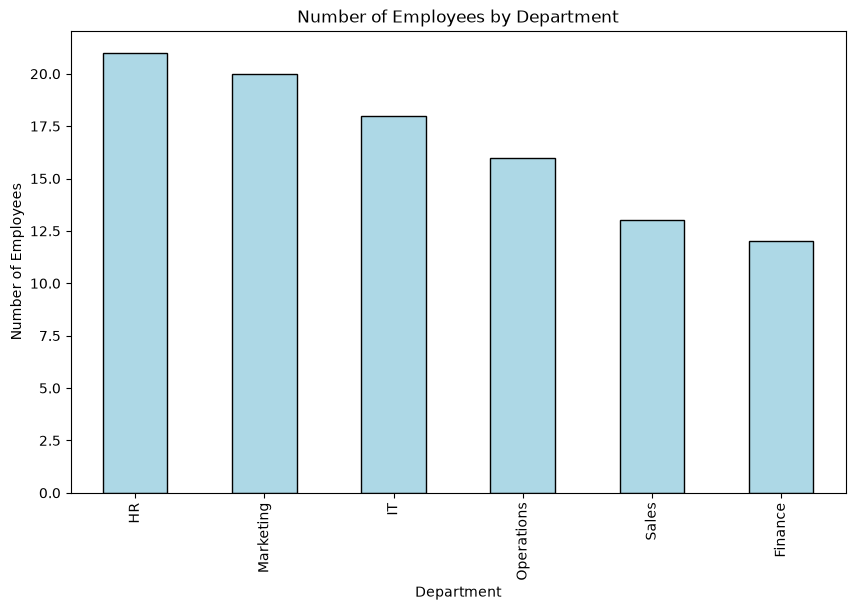 Number of Employees by Department
Number of Employees
20.0
17.5
15.0
12.5
10.0
7.5
5.0
2.5
0.0
HR
Marketing
IT
Operations
Sales
Finance
Department